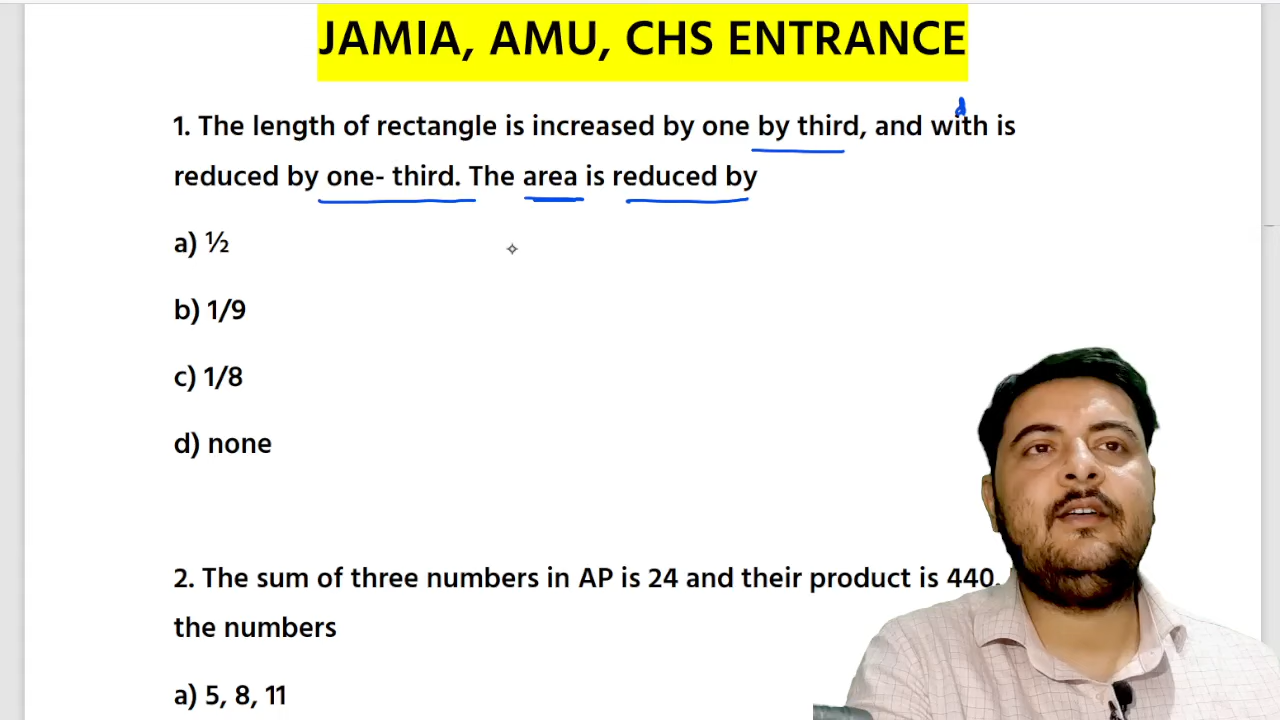 JAMIA, AMU, CHS ENTRANCE
d
1. The length of rectangle is increased by one by third, and with is
reduced by one- third. The area is reduced by
a) ½
b) 1/9
c) 1/8
d) none
2. The sum of three numbers in AP is 24 and their product is 440.
the numbers
a) 5, 8, 11